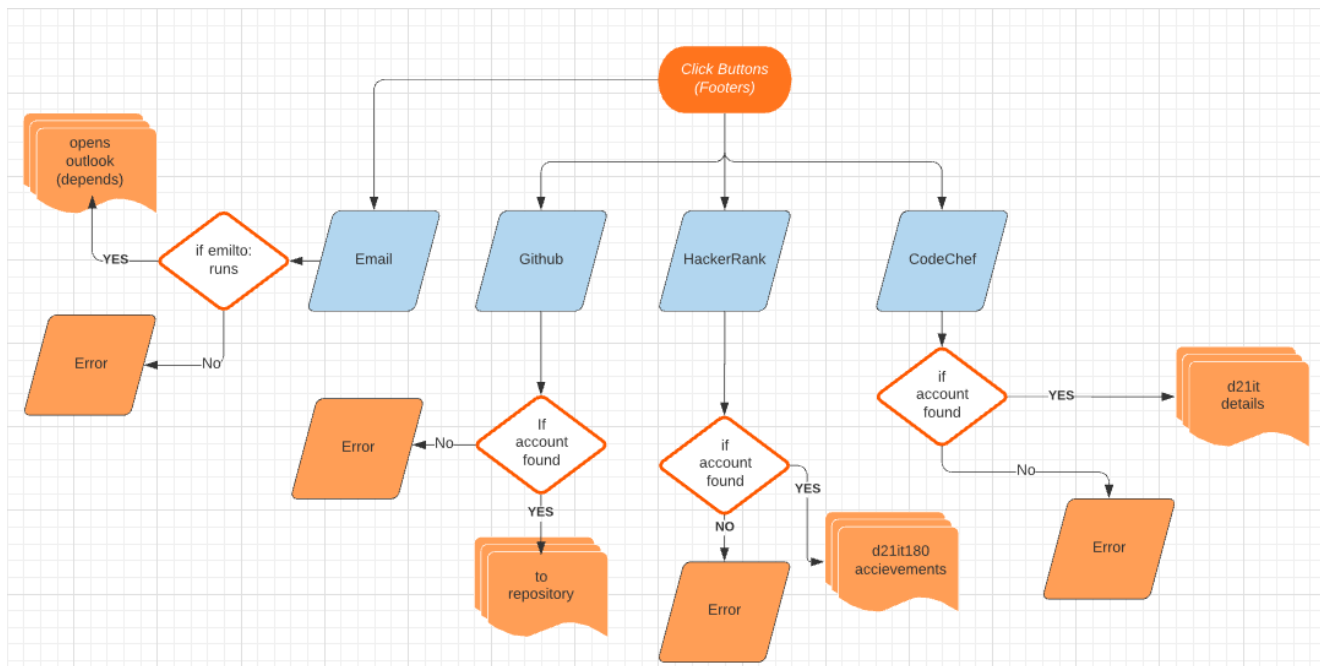 Click Buttons
(Footers)
opens
outlook
(depends)
if emilto:
runs
YES
No
Error
Email
Github
HackerRank
CodeChef
If
account
found
No
Error
YES
to
repository
if
account
found
YES
d21it180
accievements
NO
Error
if
account
found
YES
d21it
details
No
Error